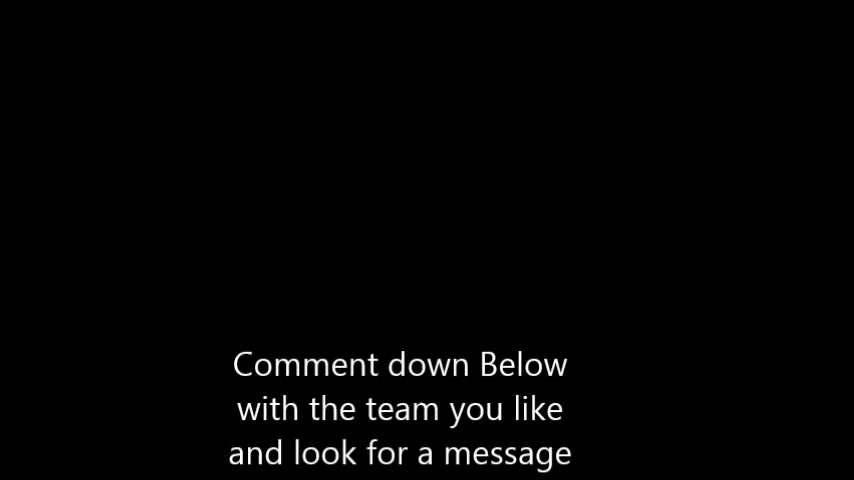 Comment down Below
with the team you like
and look for a message